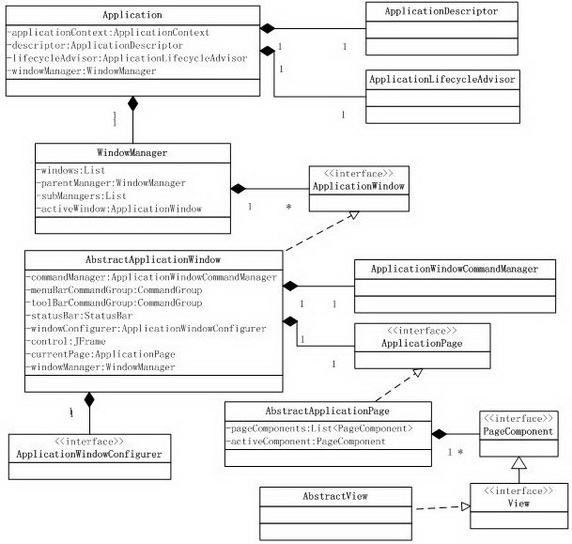 Application
-applicationContext:ApplicationContext
-descriptor:ApplicationDescriptor
-lifecycleAdvisor:ApplicationLifecycleAdvisor
-windowManager:WindowManager
ApplicationDescriptor
1
1
ApplicationLifecycleAdvisor
1
1
1
1
WindowManager
-windows:List
-parentManager:WindowManager
-subManagers:List
-activeWindow:ApplicationWindow
<<interface>>
ApplicationWindow
1
*
AbstractApplicationWindow
-commandManager:ApplicationWindowCommandManager
-menuBarCommandGroup:CommandGroup
-toolBarCommandGroup:CommandGroup
-statusBar:StatusBar
-windowConfigurer:ApplicationWindowConfigurer
-control:JFrame
-currentPage:ApplicationPage
-windowManager:WindowManager
ApplicationWindowCommandManager
1
1
<<interface>>
ApplicationPage
1
1
1
1
<<interface>>
ApplicationWindowConfigurer
AbstractApplicationPage
-pageComponents:List<PageComponent>
-activeComponent:PageComponent
<<interface>>
PageComponent
1
*
AbstractView
<<interface>>
View